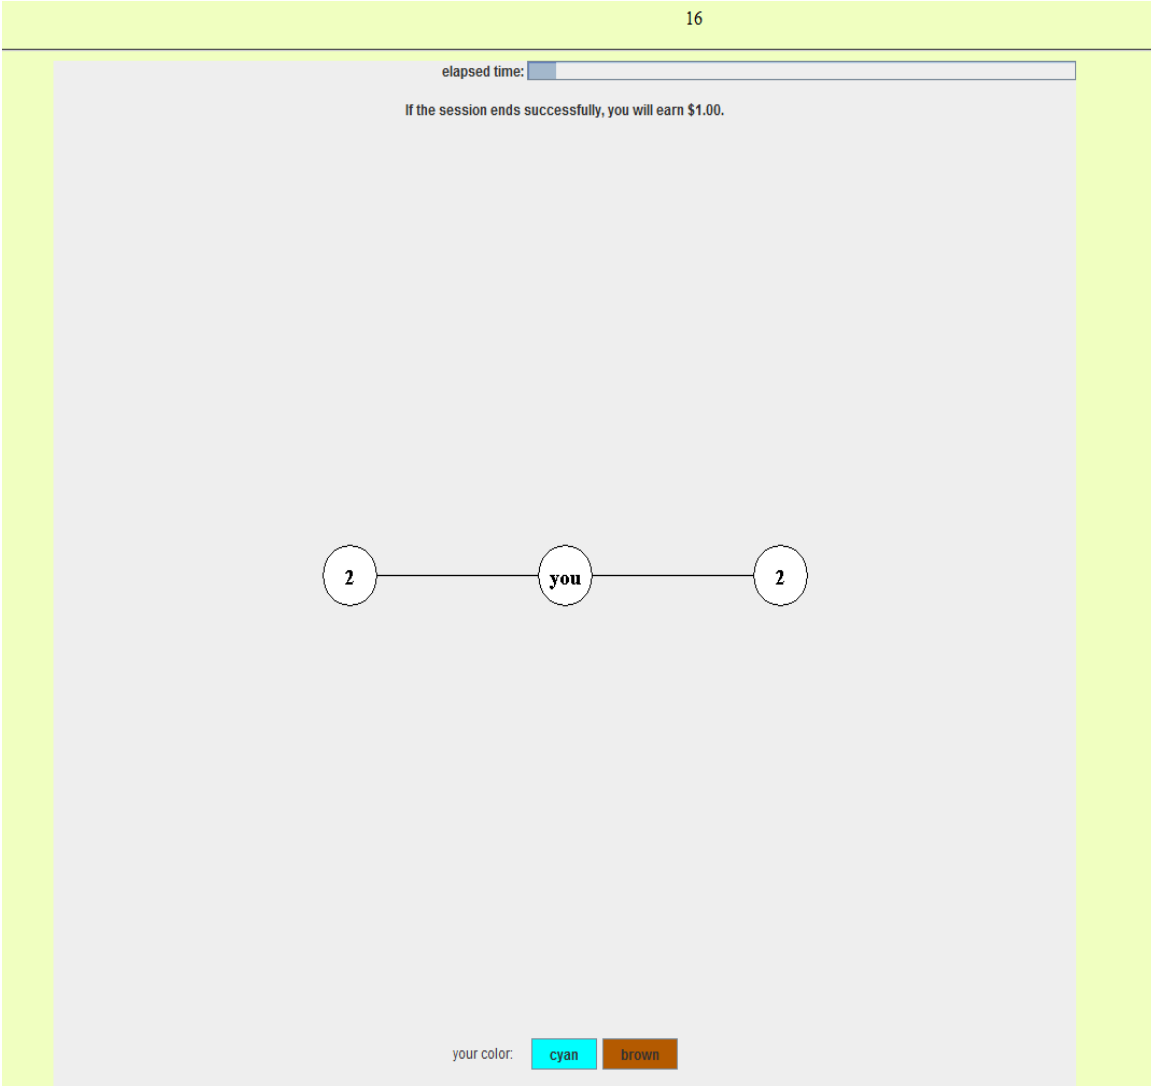 16
elapsed time:
If the session ends successfully, you will earn $1.00.
2 you 2
your color: cyan brown